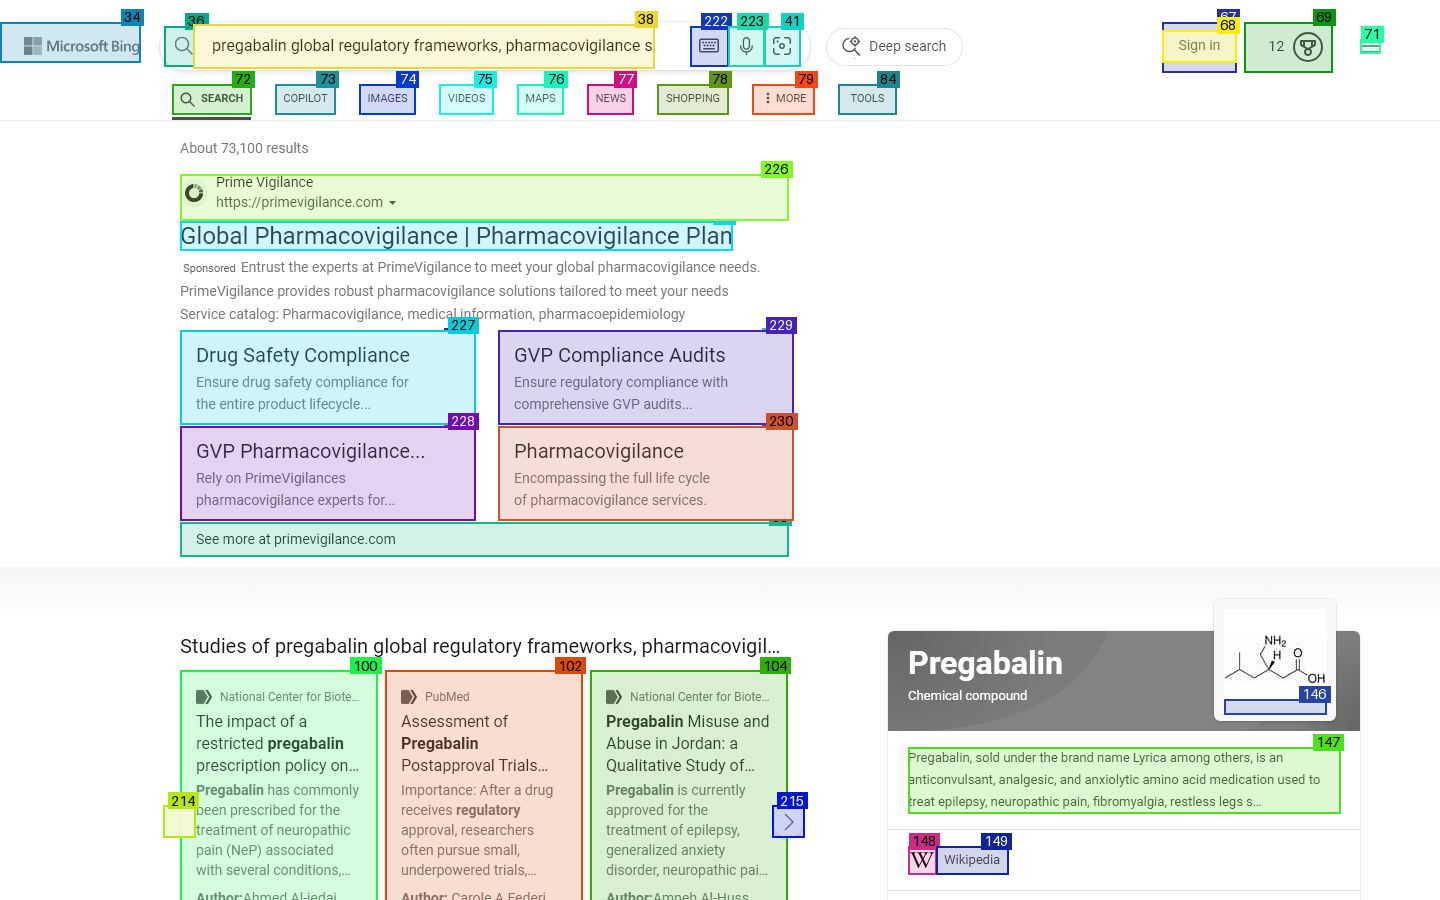 Microsoft Bing
34
36
pregabalin global regulatory frameworks, pharmacovigilance s
38
222
223
41
Deep search
68
Sign in
69
12
71
72
SEARCH
73
COPILOT
74
IMAGES
75
VIDEOS
76
MAPS
77
NEWS
78
SHOPPING
79
MORE
84
TOOLS
About 73,100 results
226
Prime Vigilance
https://primevigilance.com
Global Pharmacovigilance | Pharmacovigilance Plan
Sponsored Entrust the experts at PrimeVigilance to meet your global pharmacovigilance needs.
PrimeVigilance provides robust pharmacovigilance solutions tailored to meet your needs
Service catalog: Pharmacovigilance, medical information, pharmacoepidemiology
227
Drug Safety Compliance
Ensure drug safety compliance for
the entire product lifecycle...
229
GVP Compliance Audits
Ensure regulatory compliance with
comprehensive GVP audits...
228
GVP Pharmacovigilance...
Rely on PrimeVigilances
pharmacovigilance experts for...
230
Pharmacovigilance
Encompassing the full life cycle
of pharmacovigilance services.
See more at primevigilance.com
Studies of pregabalin global regulatory frameworks, pharmacovigil...
100
National Center for Biote...
The impact of a
restricted pregabalin
prescription policy on...
Pregabalin has commonly
been prescribed for the
treatment of neuropathic
pain (NeP) associated
with several conditions,...
Author:Ahmed Al-jedai
214
102
PubMed
Assessment of
Pregabalin
Postapproval Trials...
Importance: After a drug
receives regulatory
approval, researchers
often pursue small,
underpowered trials,...
Author: Carole A Federi
104
National Center for Biote...
Pregabalin Misuse and
Abuse in Jordan: a
Qualitative Study of...
Pregabalin is currently
approved for the
treatment of epilepsy,
generalized anxiety
disorder, neuropathic pai...
Author:Amneh Al-Huss
215
Pregabalin
Chemical compound
NH2
H
O
OH
146
147
Pregabalin, sold under the brand name Lyrica among others, is an
anticonvulsant, analgesic, and anxiolytic amino acid medication used to
treat epilepsy, neuropathic pain, fibromyalgia, restless legs s...
148
W
149
Wikipedia